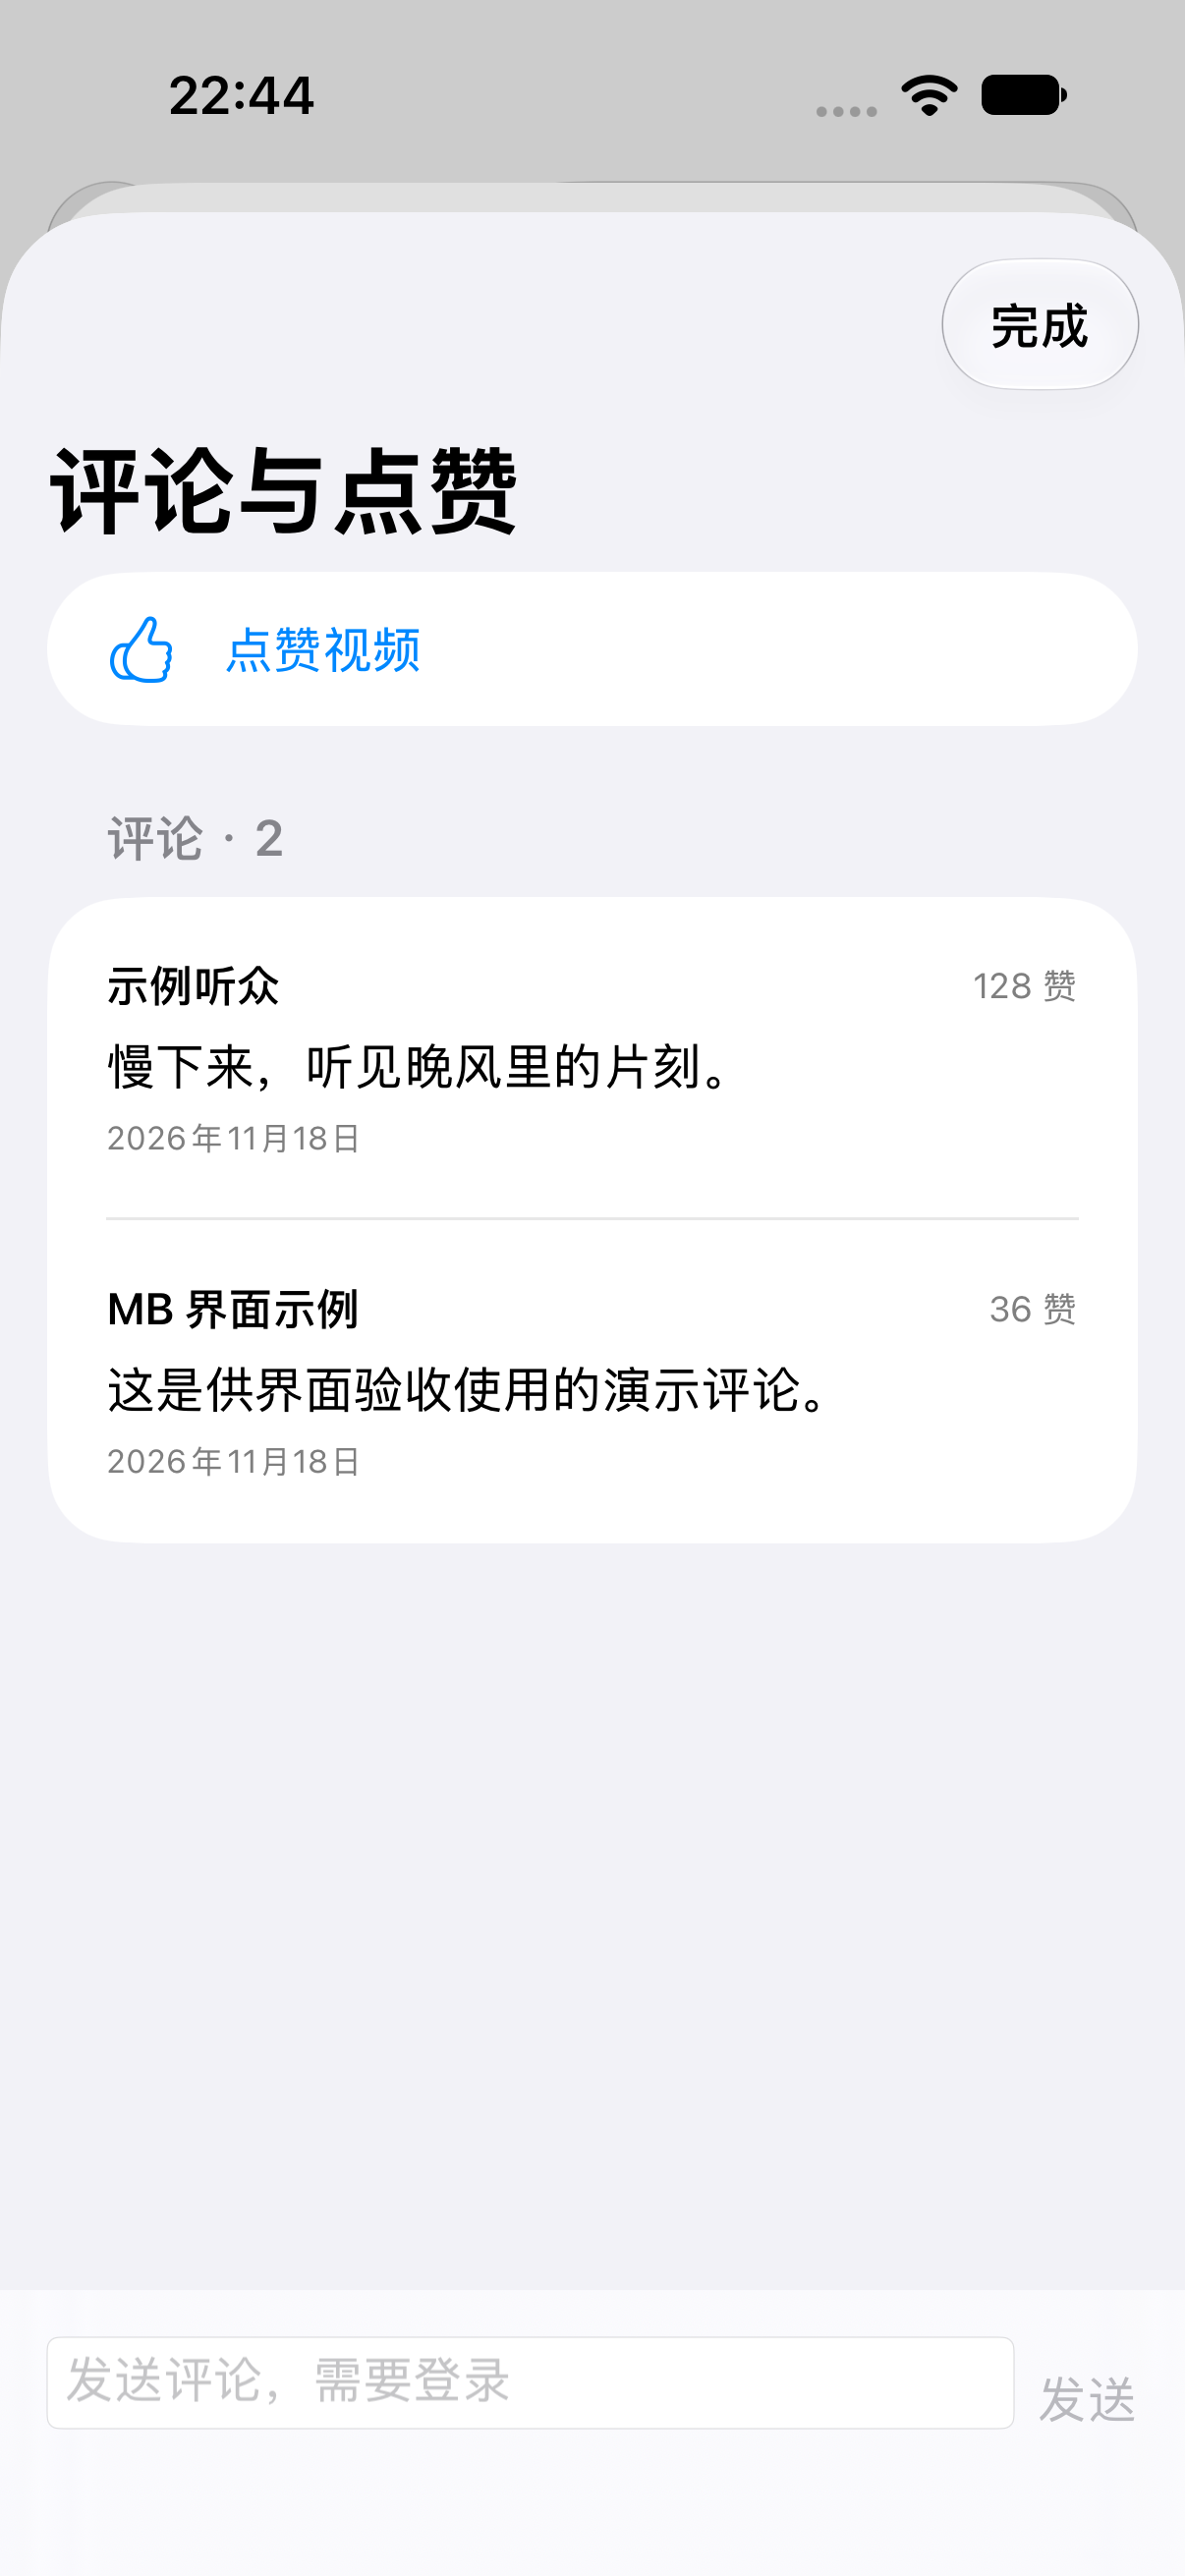 22:44
完成
评论与点赞
点赞视频
评论 · 2
示例听众 128 赞
慢下来，听见晚风里的片刻。
2026年11月18日
MB 界面示例 36 赞
这是供界面验收使用的演示评论。
2026年11月18日
发送评论，需要登录 发送